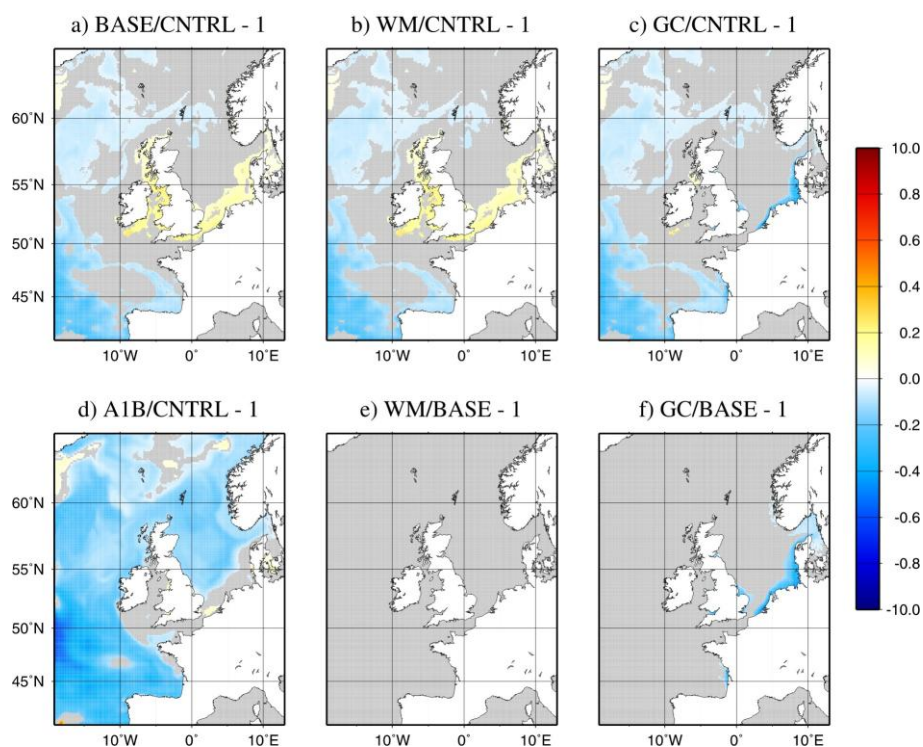 a) BASE/CNTRL - 1
b) WM/CNTRL - 1
c) GC/CNTRL - 1
60°N
55°N
50°N
45°N
10°W
0°
10°E
10°W
0°
10°E
10°W
0°
10°E
d) A1B/CNTRL - 1
e) WM/BASE - 1
f) GC/BASE - 1
60°N
55°N
50°N
45°N
10°W
0°
10°E
10°W
0°
10°E
10°W
0°
10°E
10.0
0.8
0.6
0.4
0.2
0.0
-0.2
-0.4
-0.6
-0.8
-10.0